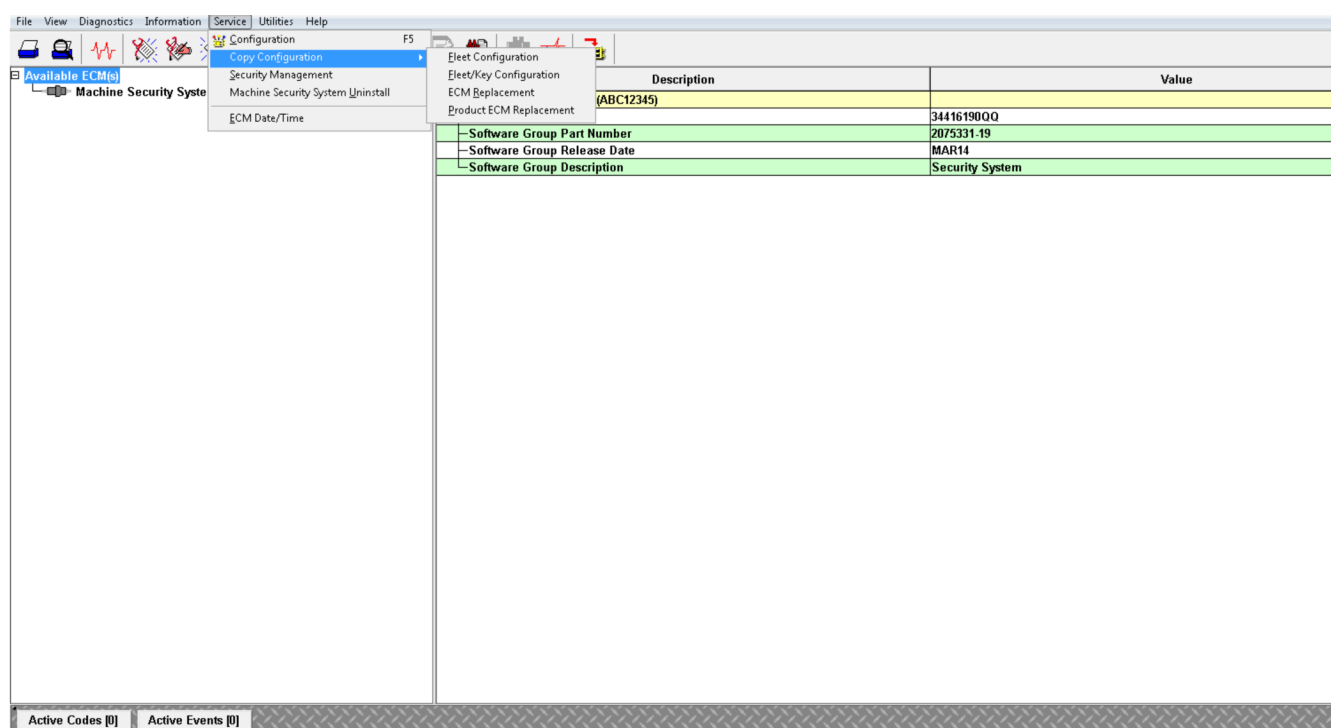 File View Diagnostics Information Service Utilities Help
Configuration F5
Copy Configuration
Security Management
Machine Security System Uninstall
ECM Date/Time
Fleet Configuration
Fleet/Key Configuration
ECM Replacement
Product ECM Replacement
Available ECM(s)
Machine Security Syste
Description Value
(ABC12345)
34416190QQ
Software Group Part Number 2075331-19
Software Group Release Date MAR14
Software Group Description Security System
Active Codes [0] Active Events [0]